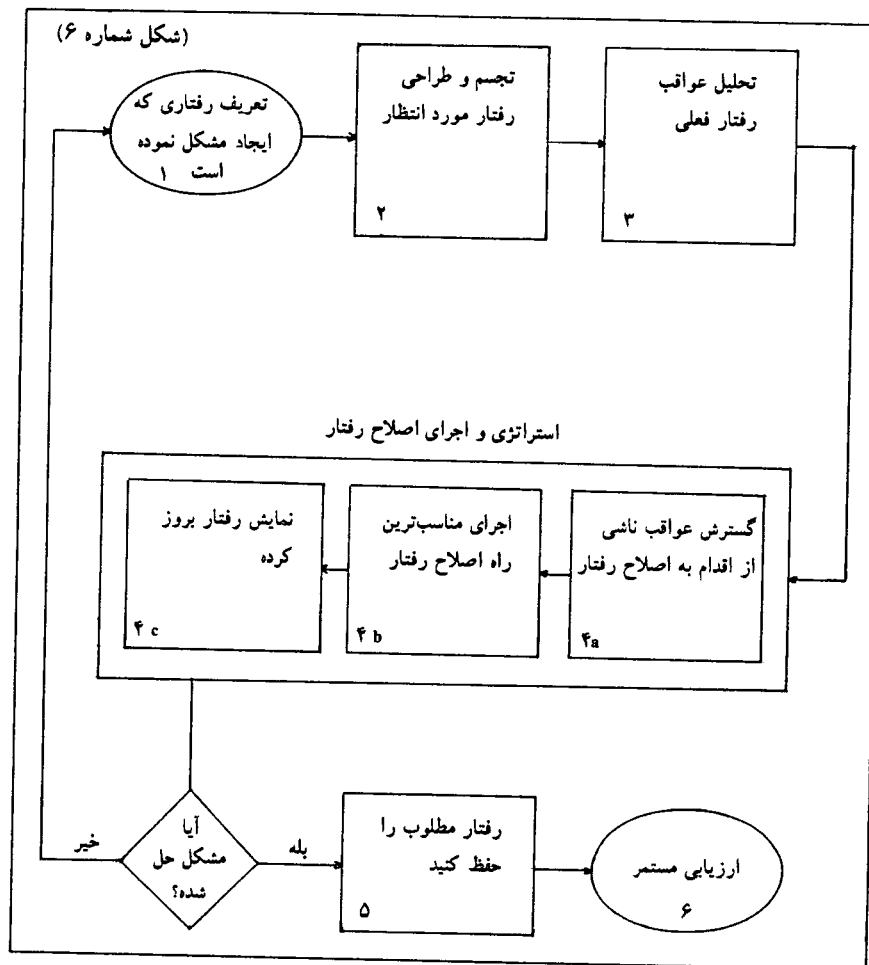 (شکل شماره ۶)
تعریف رفتاری که
ایجاد مشکل نموده
است ۱
تجسم و طراحی
رفتار مورد انتظار
۲
تحلیل عواقب
رفتار فعلی
۳
استراتژی و اجرای اصلاح رفتار
گسترش عواقب ناشی
از اقدام به اصلاح رفتار
۴a
اجرای مناسب‌ترین
راه اصلاح رفتار
۴ b
نمایش رفتار بروز
کرده
۴ c
آیا
مشکل حل
شده؟
خیر
بله
رفتار مطلوب را
حفظ کنید
۵
ارزیابی مستمر
۶